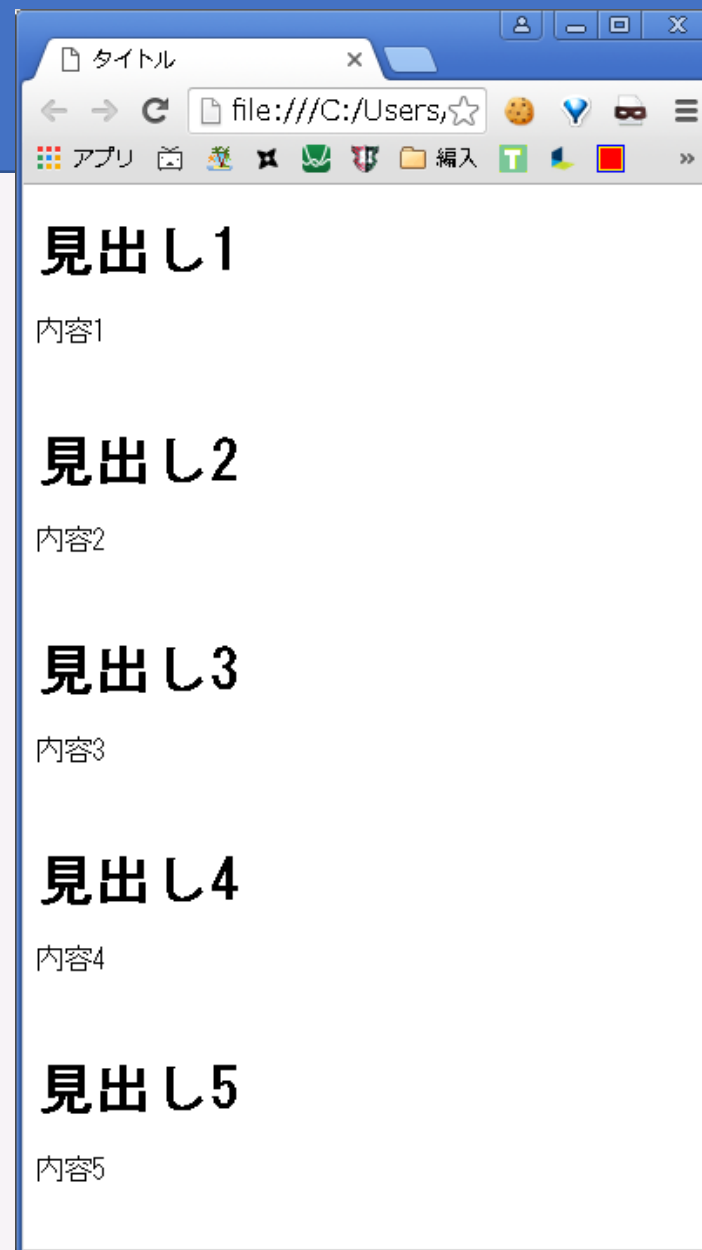 タイトル
file:///C:/Users/
アプリ 編入 T »
見出し1
内容1
見出し2
内容2
見出し3
内容3
見出し4
内容4
見出し5
内容5